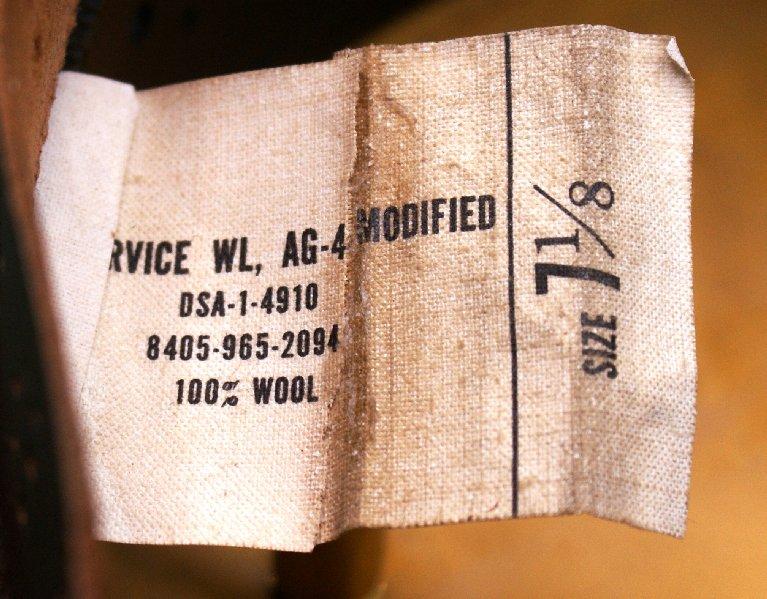 RVICE WL, AG-4 MODIFIED
DSA-1-4910
8405-965-2094
100% WOOL
SIZE 7 1/8